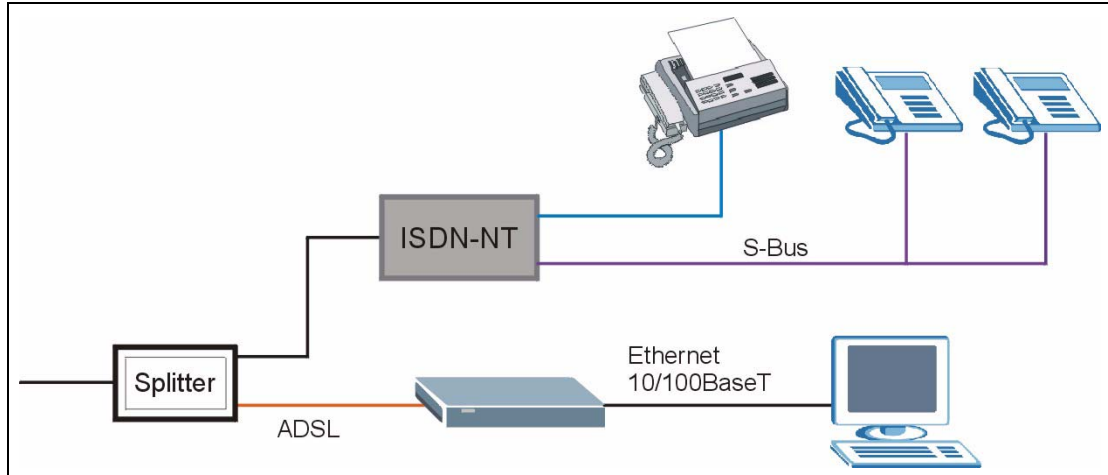 ISDN-NT
S-Bus
Splitter
ADSL
Ethernet
10/100BaseT